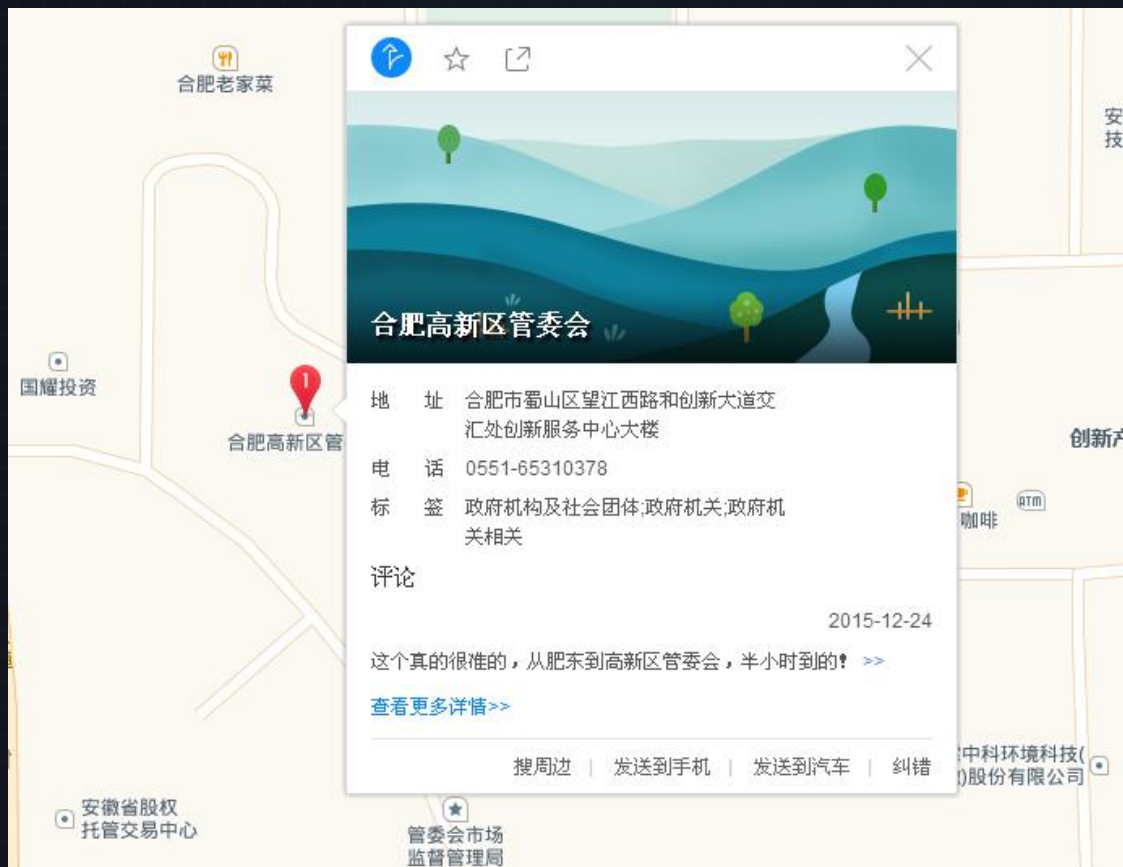 合肥老家菜
安
技
合肥高新区管委会
国耀投资
1
合肥高新区管
地 址 合肥市蜀山区望江西路和创新大道交
汇处创新服务中心大楼
创新产
电 话 0551-65310378
标 签 政府机构及社会团体;政府机关;政府机
关相关
ATM
咖啡
评论
2015-12-24
这个真的很准的，从肥东到高新区管委会，半小时到的！ >>
查看更多详情>>
搜周边 | 发送到手机 | 发送到汽车 | 纠错
中科环境科技(
)股份有限公司
安徽省股权
托管交易中心
管委会市场
监督管理局